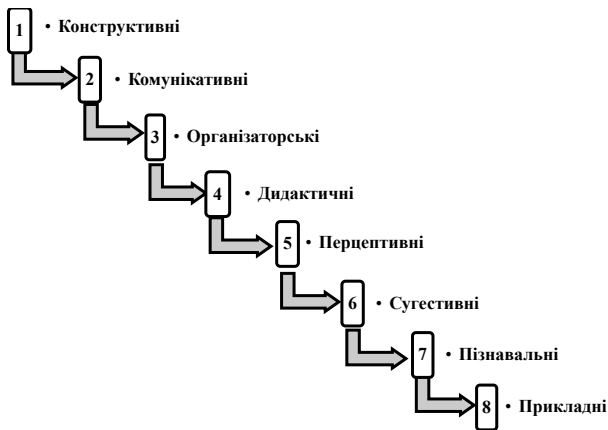 1 • Конструктивні
2 • Комунікативні
3 • Організаторські
4 • Дидактичні
5 • Перцептивні
6 • Сугестивні
7 • Пізнавальні
8 • Прикладні